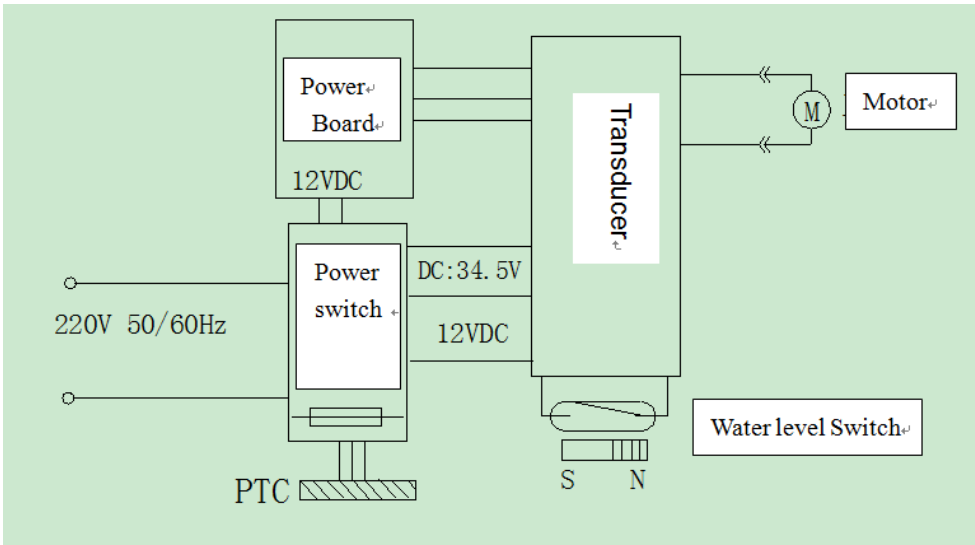 Power
Board
12VDC
Transducer
M
Motor
Power
switch
DC:34.5V
12VDC
220V 50/60Hz
Water level Switch
S N
PTC